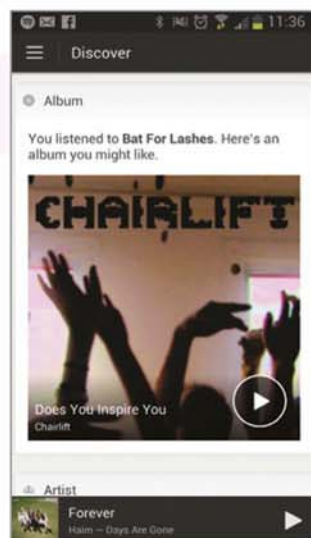 11:36
Discover
Album
You listened to Bat For Lashes. Here's an
album you might like.
CHAIRLIFT
Does You Inspire You
Chairlift
Artist
Forever
Haim — Days Are Gone